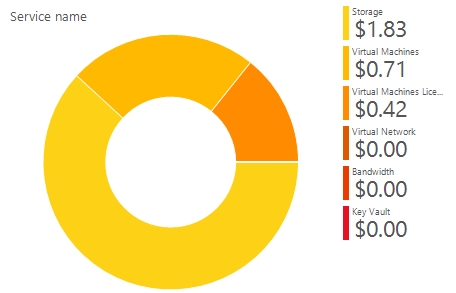 Service name
Storage
$1.83
Virtual Machines
$0.71
Virtual Machines Lice...
$0.42
Virtual Network
$0.00
Bandwidth
$0.00
Key Vault
$0.00